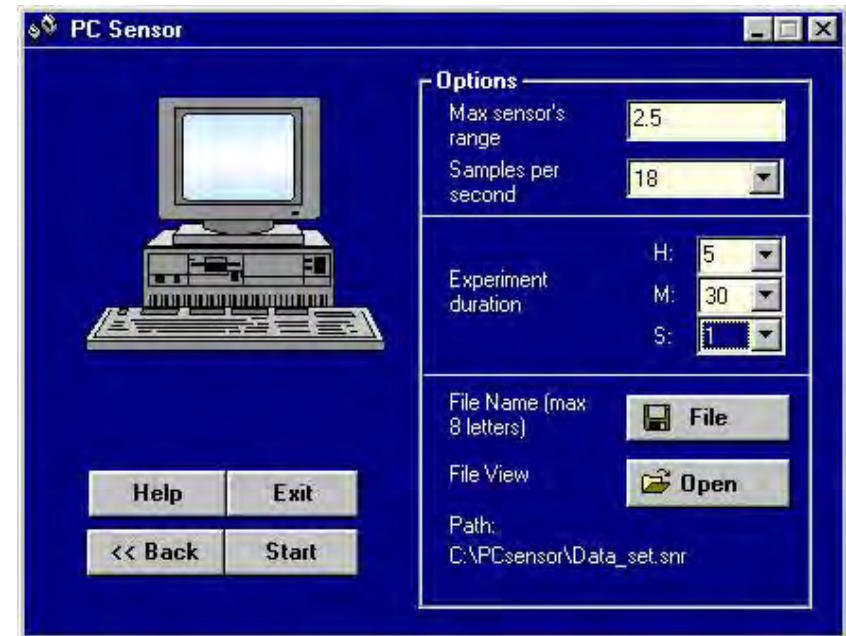 PC Sensor
Options
Max sensor's
range
2.5
Samples per
second
18
Experiment
duration
H: 5
M: 30
S: 1
File Name (max
8 letters)
File
File View
Open
Path:
C:\PCsensor\Data_set.snr
Help Exit
<< Back Start